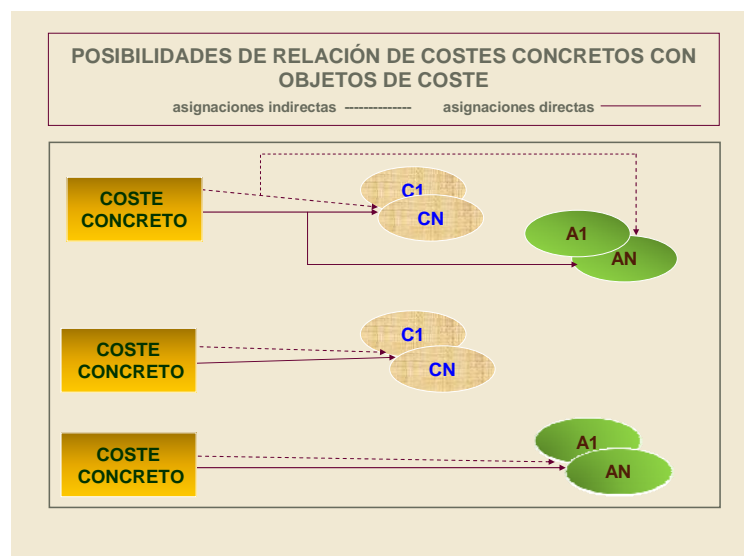 POSIBILIDADES DE RELACIÓN DE COSTES CONCRETOS CON
OBJETOS DE COSTE
asignaciones indirectas -------------- asignaciones directas
COSTE
CONCRETO
C1
CN
A1
AN
COSTE
CONCRETO
C1
CN
COSTE
CONCRETO
A1
AN